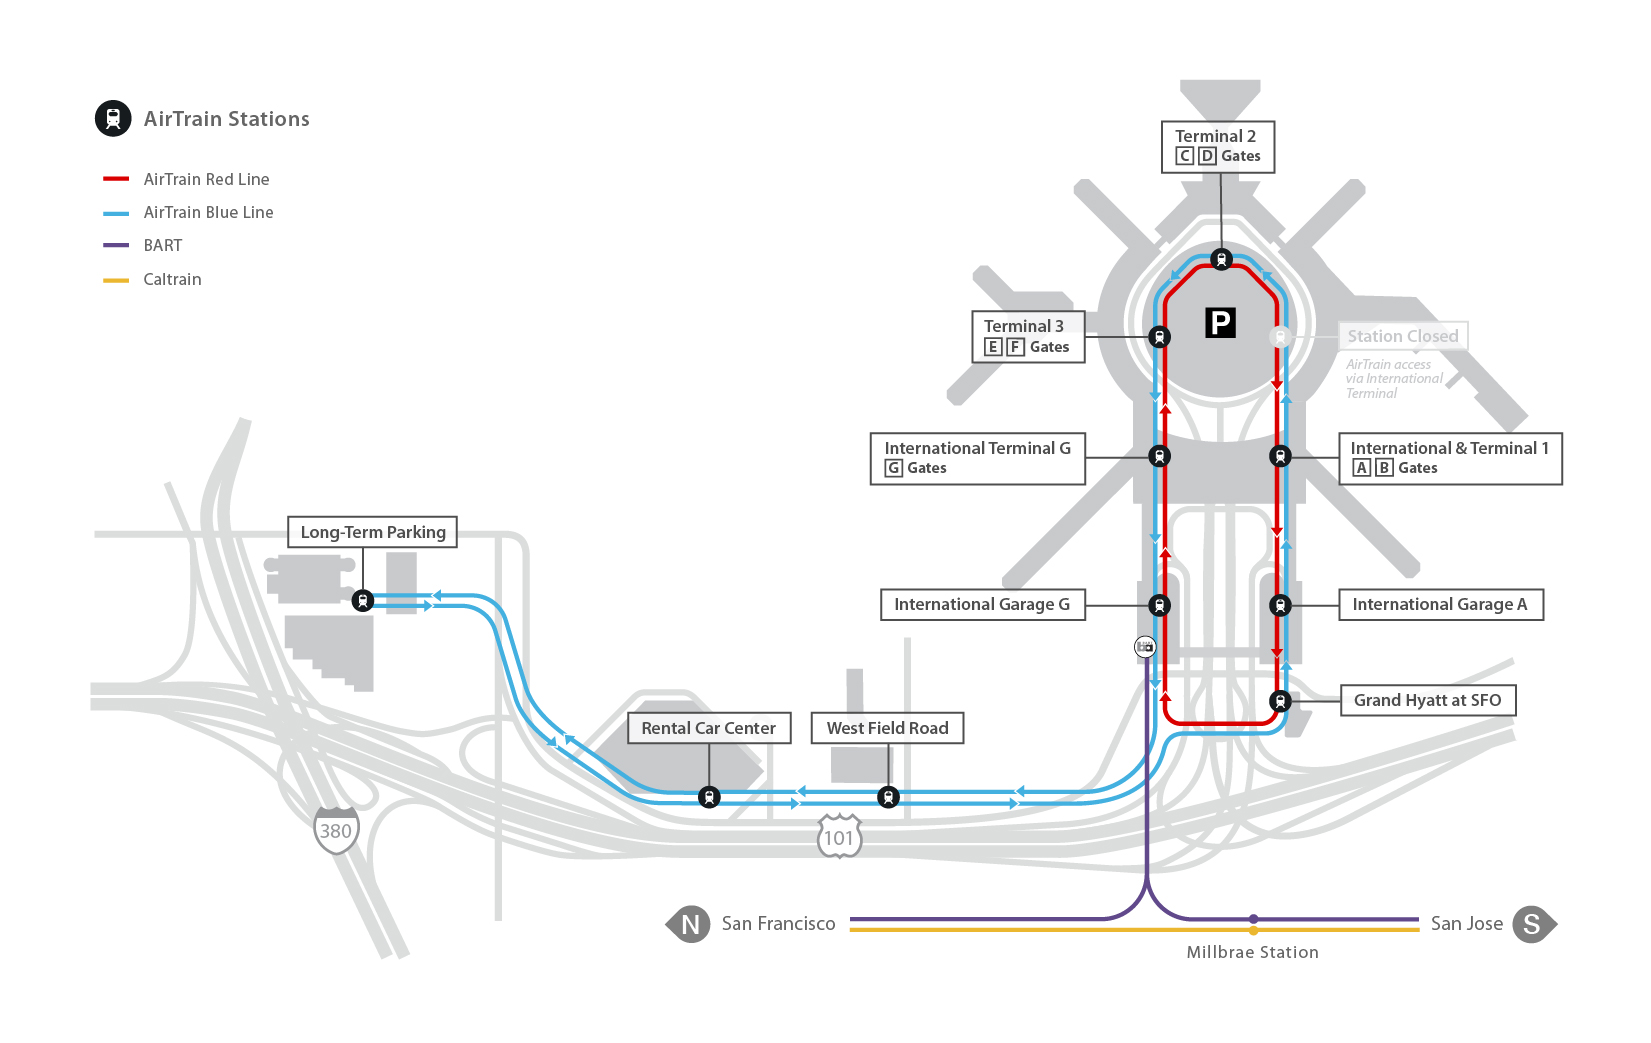 AirTrain Stations
AirTrain Red Line
AirTrain Blue Line
BART
Caltrain
Terminal 2
C D Gates
Terminal 3
E F Gates
P
Station Closed
AirTrain access
via International
Terminal
International Terminal G
G Gates
International & Terminal 1
A B Gates
Long-Term Parking
International Garage G
International Garage A
Grand Hyatt at SFO
Rental Car Center
West Field Road
380
101
N San Francisco
San Jose S
Millbrae Station